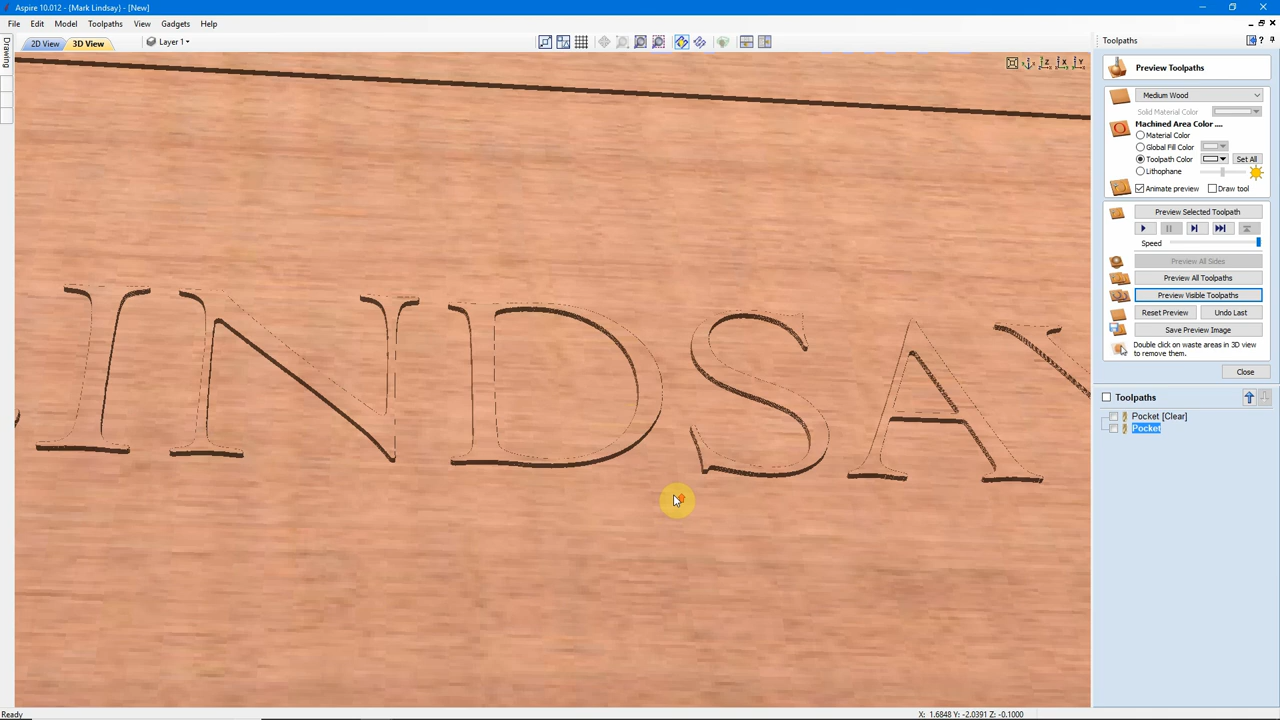 Aspire 10.012 - {Mark Lindsay} - [New]
File Edit Model Toolpaths View Gadgets Help
2D View 3D View Layer 1
Drawing
LINDSAY
Toolpaths
Preview Toolpaths
Medium Wood
Solid Material Color
Machined Area Color ....
Material Color
Global Fill Color
Toolpath Color Set All
Lithophane
Animate preview Draw tool
Preview Selected Toolpath
Speed
Preview All Sides
Preview All Toolpaths
Preview Visible Toolpaths
Reset Preview Undo Last
Save Preview Image
Double click on waste areas in 3D view
to remove them.
Close
Toolpaths
Pocket [Clear]
Pocket
Ready X: 1.6848 Y: -2.0391 Z: -0.1000